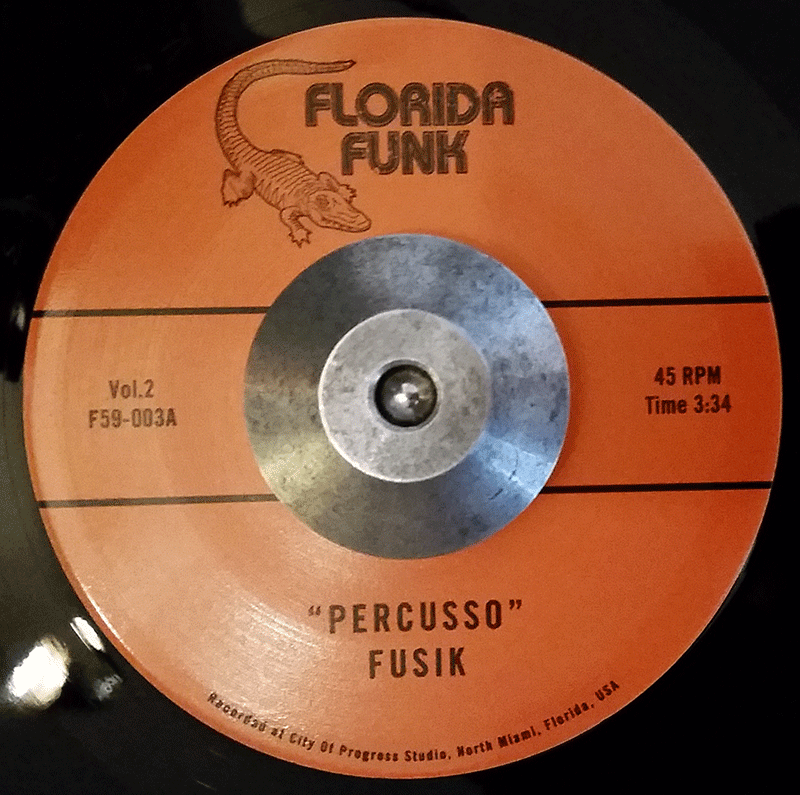 FLORIDA
FUNK
Vol.2
F59-003A
45 RPM
Time 3:34
"PERCUSSO"
FUSIK
Recorded at City Of Progress Studio, North Miami, Florida, USA